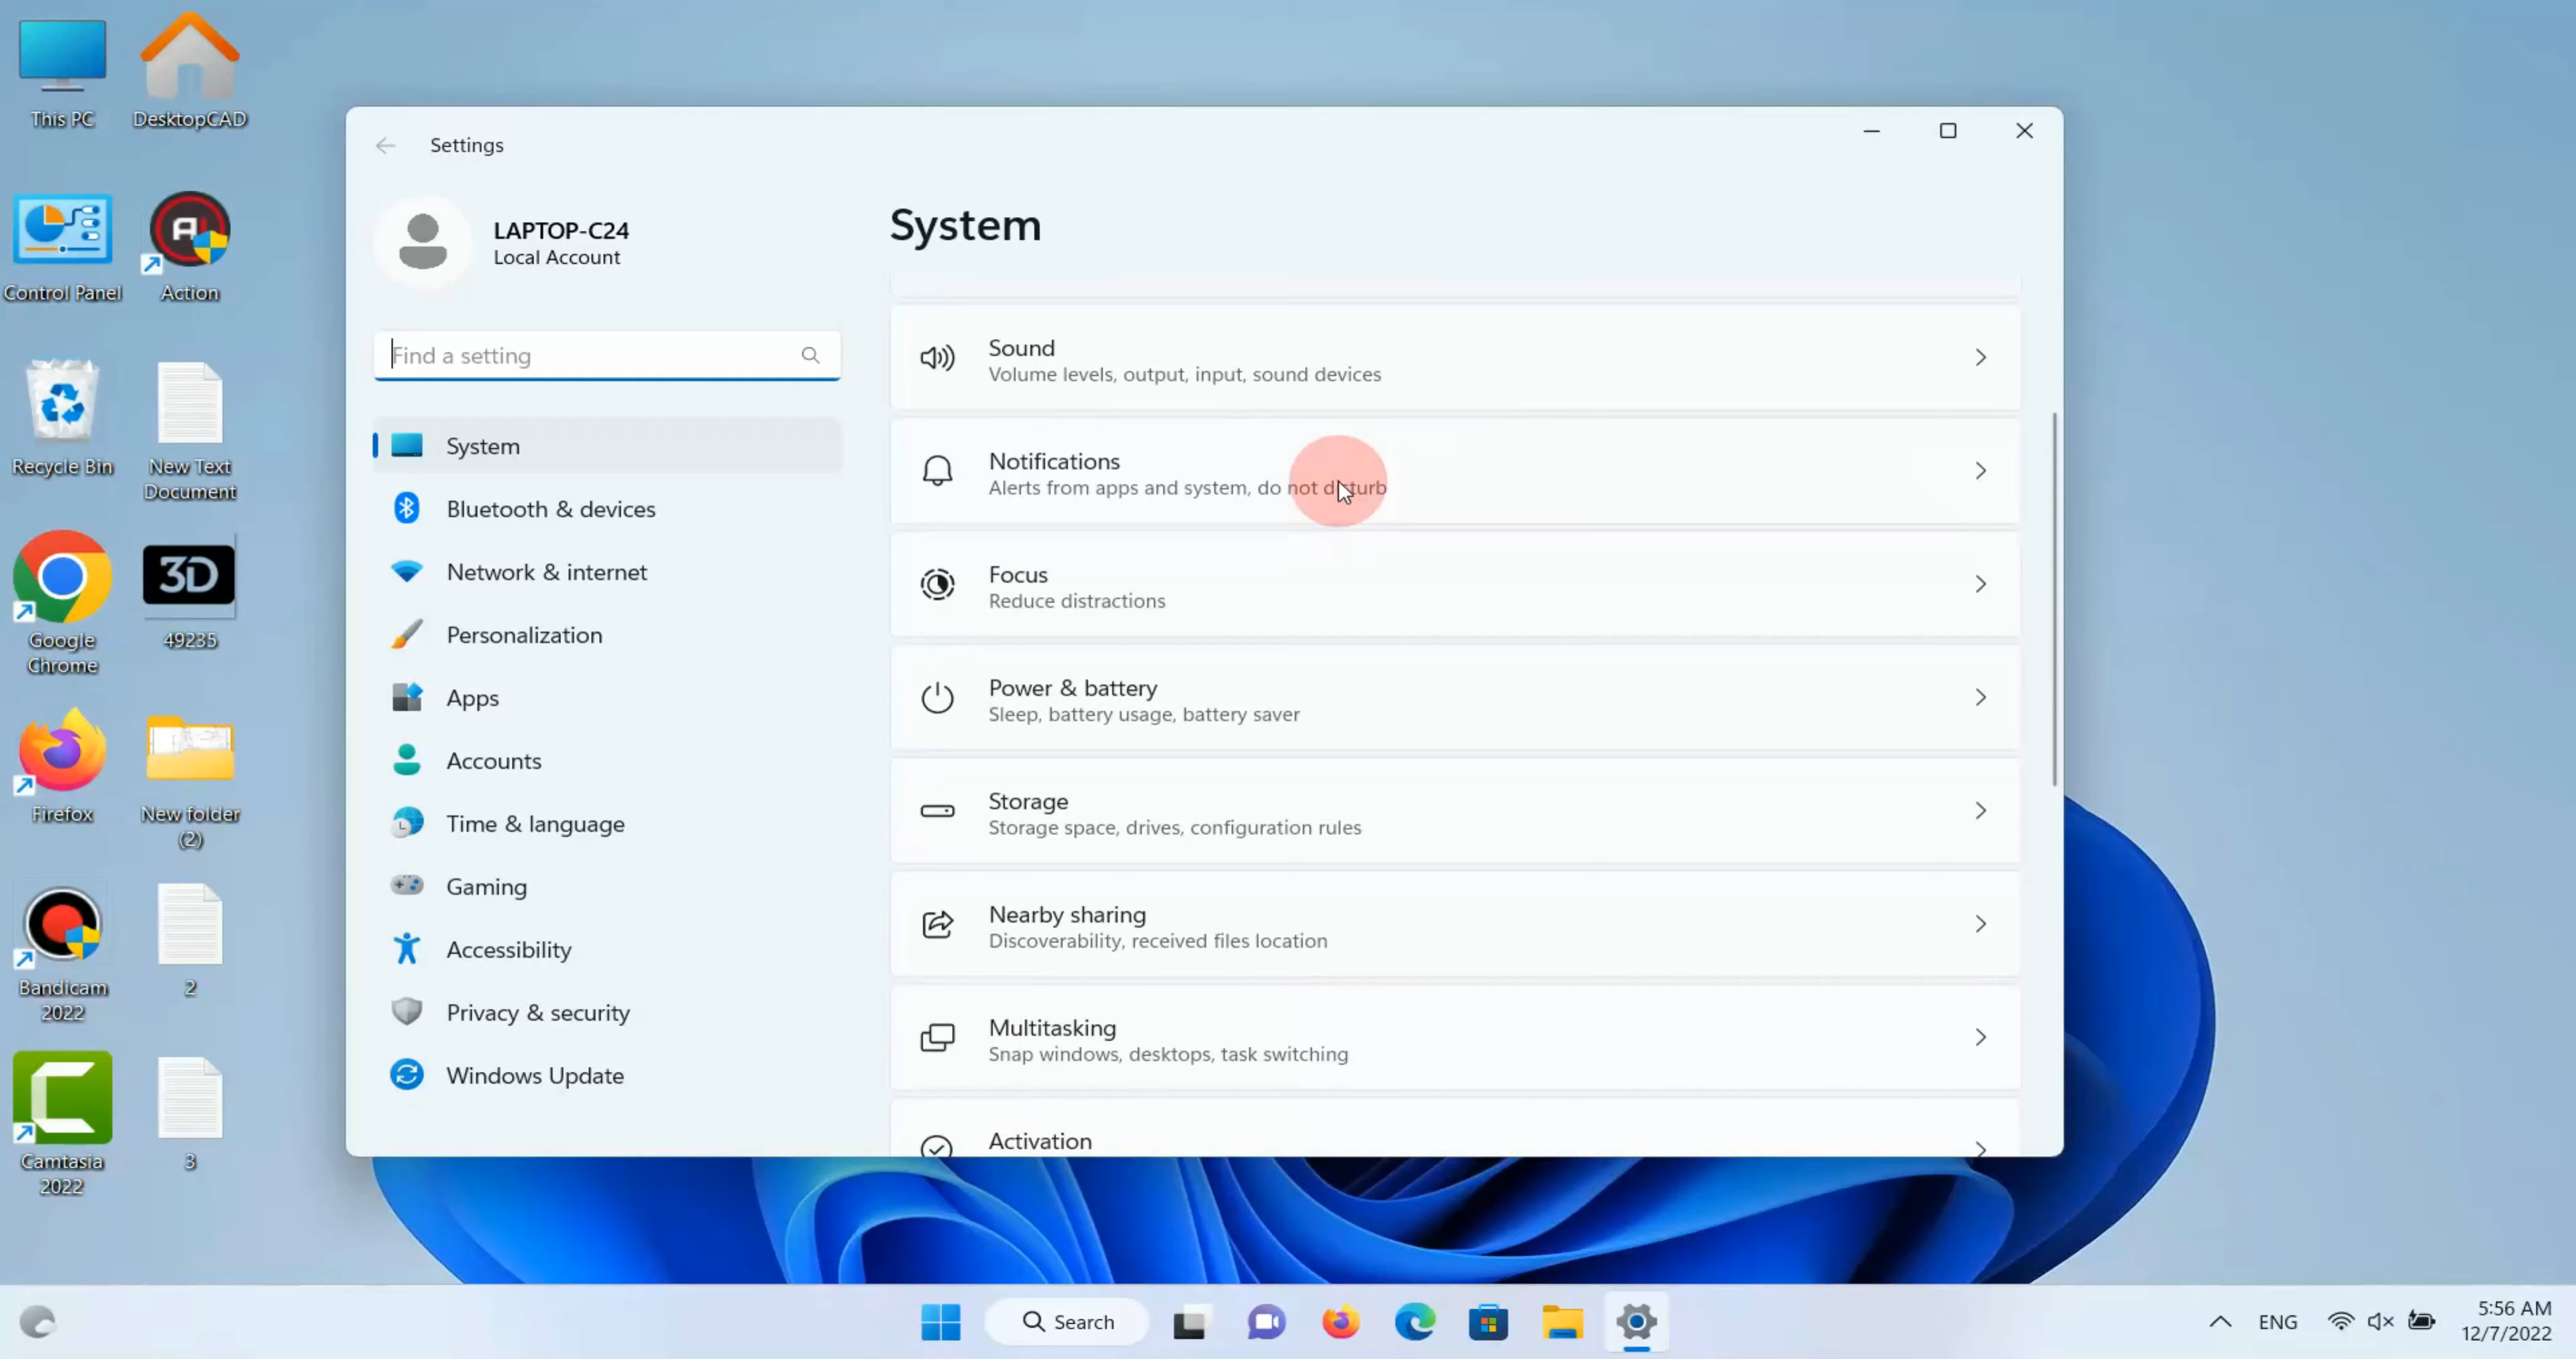 This PC
DesktopCAD
Control Panel
Action
Recycle Bin
New Text
Document
Google
Chrome
3D
49235
Firefox
New folder
(2)
Bandicam
2022
2
Camtasia
2022
3
Settings
LAPTOP-C24
Local Account
Find a setting
System
Bluetooth & devices
Network & internet
Personalization
Apps
Accounts
Time & language
Gaming
Accessibility
Privacy & security
Windows Update
System
Sound
Volume levels, output, input, sound devices
Notifications
Alerts from apps and system, do not disturb
Focus
Reduce distractions
Power & battery
Sleep, battery usage, battery saver
Storage
Storage space, drives, configuration rules
Nearby sharing
Discoverability, received files location
Multitasking
Snap windows, desktops, task switching
Activation
Search
ENG
5:56 AM
12/7/2022